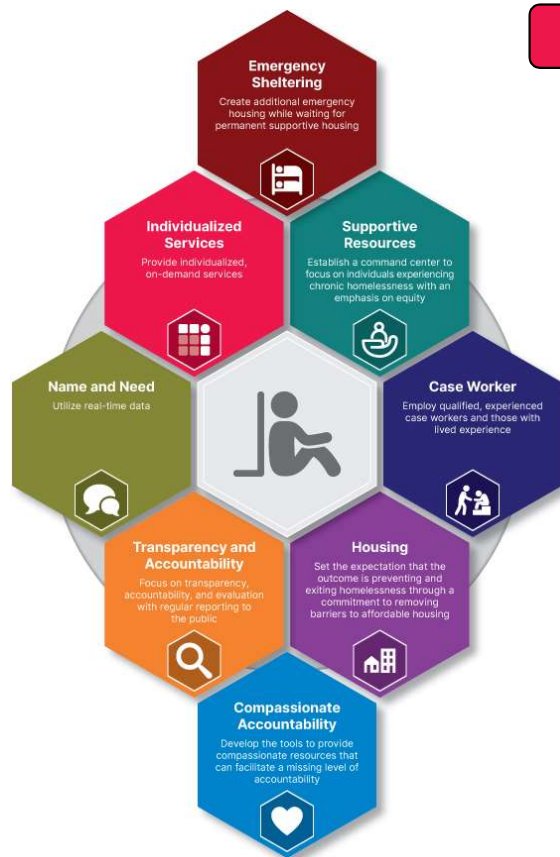 Emergency
Sheltering
Create additional emergency
housing while waiting for
permanent supportive housing
Individualized
Services
Provide individualized,
on-demand services
Supportive
Resources
Establish a command center to
focus on individuals experiencing
chronic homelessness with an
emphasis on equity
Name and Need
Utilize real-time data
Case Worker
Employ qualified, experienced
case workers and those with
lived experience
Transparency and
Accountability
Focus on transparency,
accountability, and evaluation
with regular reporting to
the public
Housing
Set the expectation that the
outcome is preventing and
exiting homelessness through a
commitment to removing
barriers to affordable housing
Compassionate
Accountability
Develop the tools to provide
compassionate resources that
can facilitate a missing level of
accountability